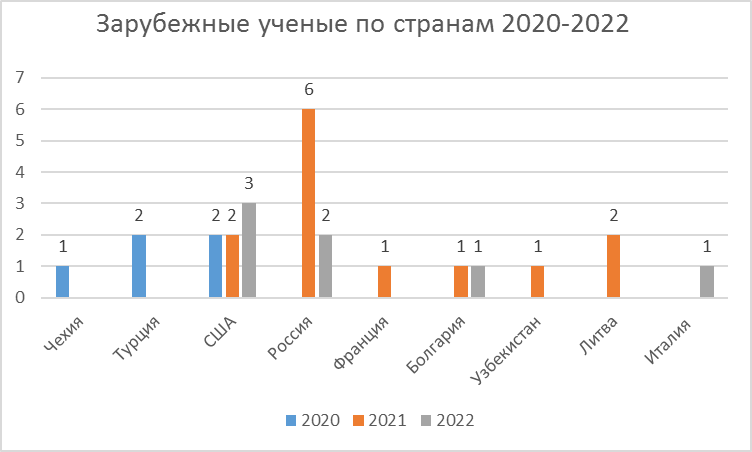 Зарубежные ученые по странам 2020-2022
7
6
5
4
3
2
1
0
1
2
2
2
3
6
2
1
1
1
1
2
1
Чехия
Турция
США
Россия
Франция
Болгария
Узбекистан
Литва
Италия
2020
2021
2022